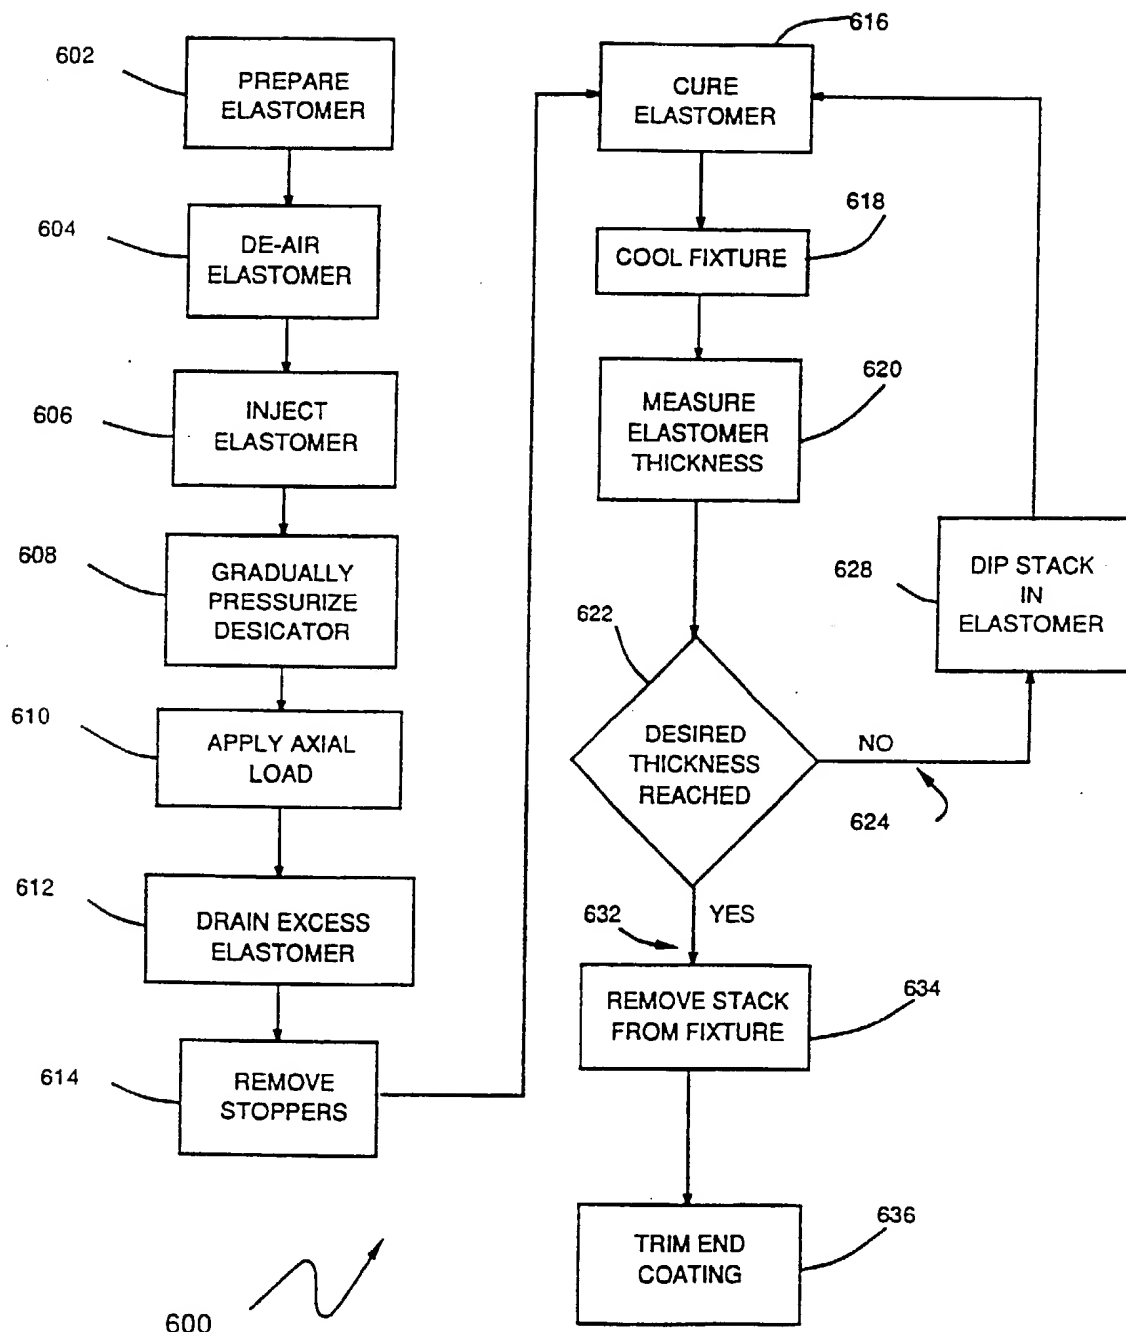 602
PREPARE
ELASTOMER
604
DE-AIR
ELASTOMER
606
INJECT
ELASTOMER
608
GRADUALLY
PRESSURIZE
DESICATOR
610
APPLY AXIAL
LOAD
612
DRAIN EXCESS
ELASTOMER
614
REMOVE
STOPPERS
616
CURE
ELASTOMER
618
COOL FIXTURE
620
MEASURE
ELASTOMER
THICKNESS
622
DESIRED
THICKNESS
REACHED
NO
624
628
DIP STACK
IN
ELASTOMER
YES
632
634
REMOVE STACK
FROM FIXTURE
636
TRIM END
COATING
600